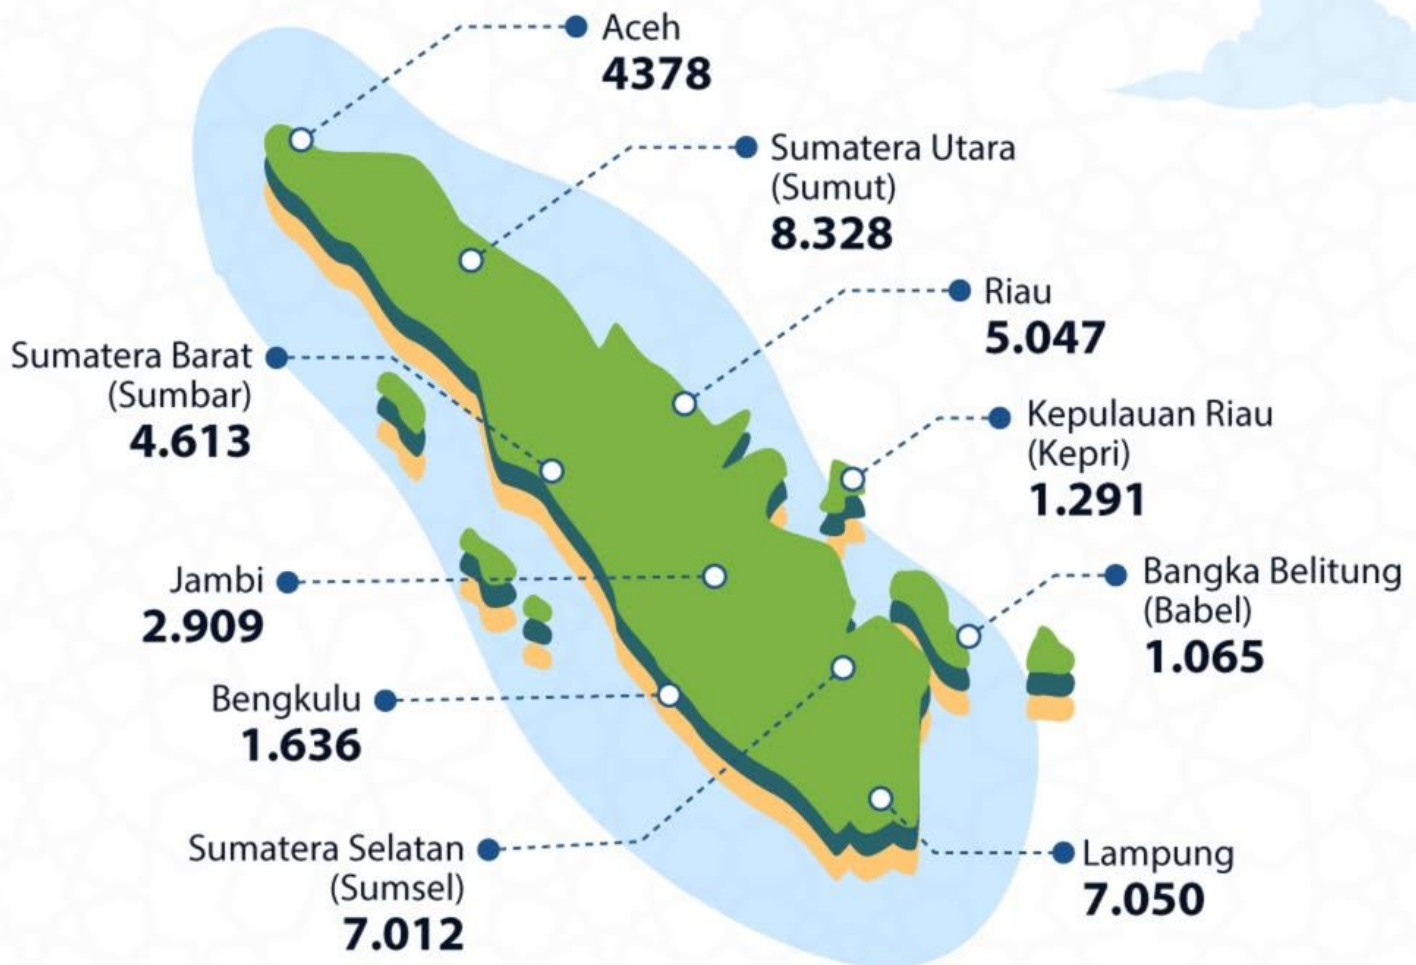 Aceh
4378
Sumatera Utara
(Sumut)
8.328
Riau
5.047
Sumatera Barat
(Sumbar)
4.613
Kepulauan Riau
(Kepri)
1.291
Jambi
2.909
Bangka Belitung
(Babel)
1.065
Bengkulu
1.636
Sumatera Selatan
(Sumsel)
7.012
Lampung
7.050